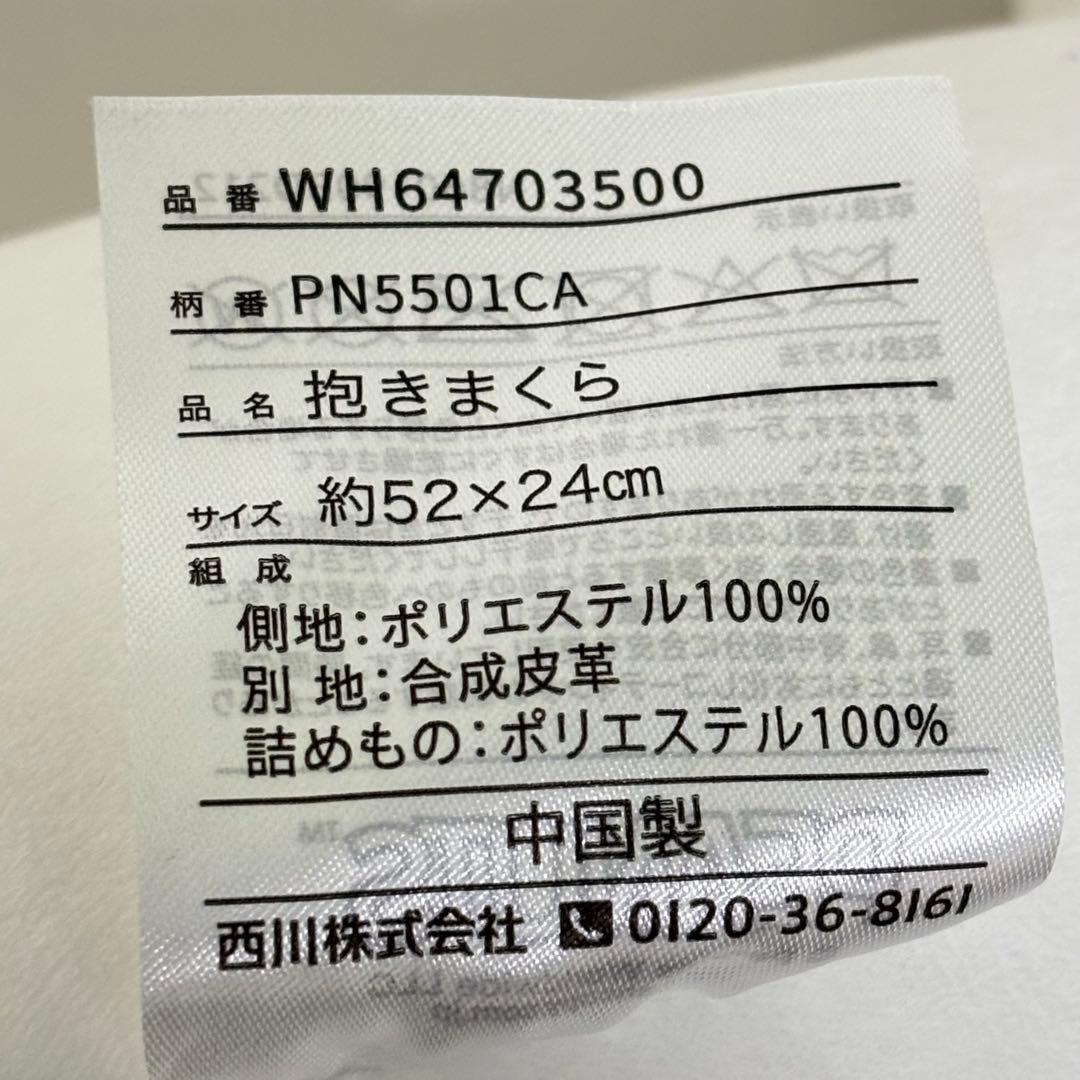 品番 WH64703500
柄番 PN5501CA
品名 抱きまくら
サイズ 約52×24cm
組成
側地：ポリエステル100%
別地：合成皮革
詰めもの：ポリエステル100%
中国製
西川株式会社 0120-36-8161